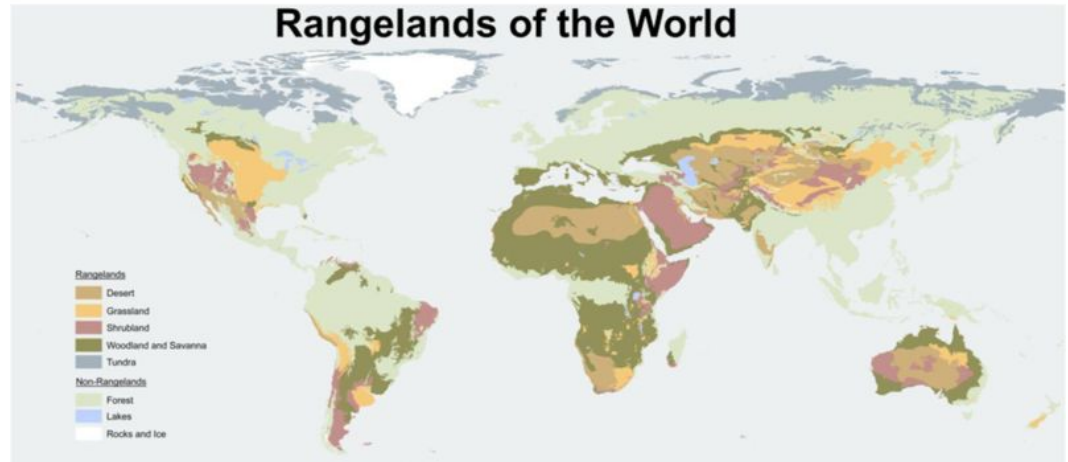 Rangelands of the World
Rangelands
Desert
Grassland
Shrubland
Woodland and Savanna
Tundra
Non-Rangelands
Forest
Lakes
Rocks and Ice